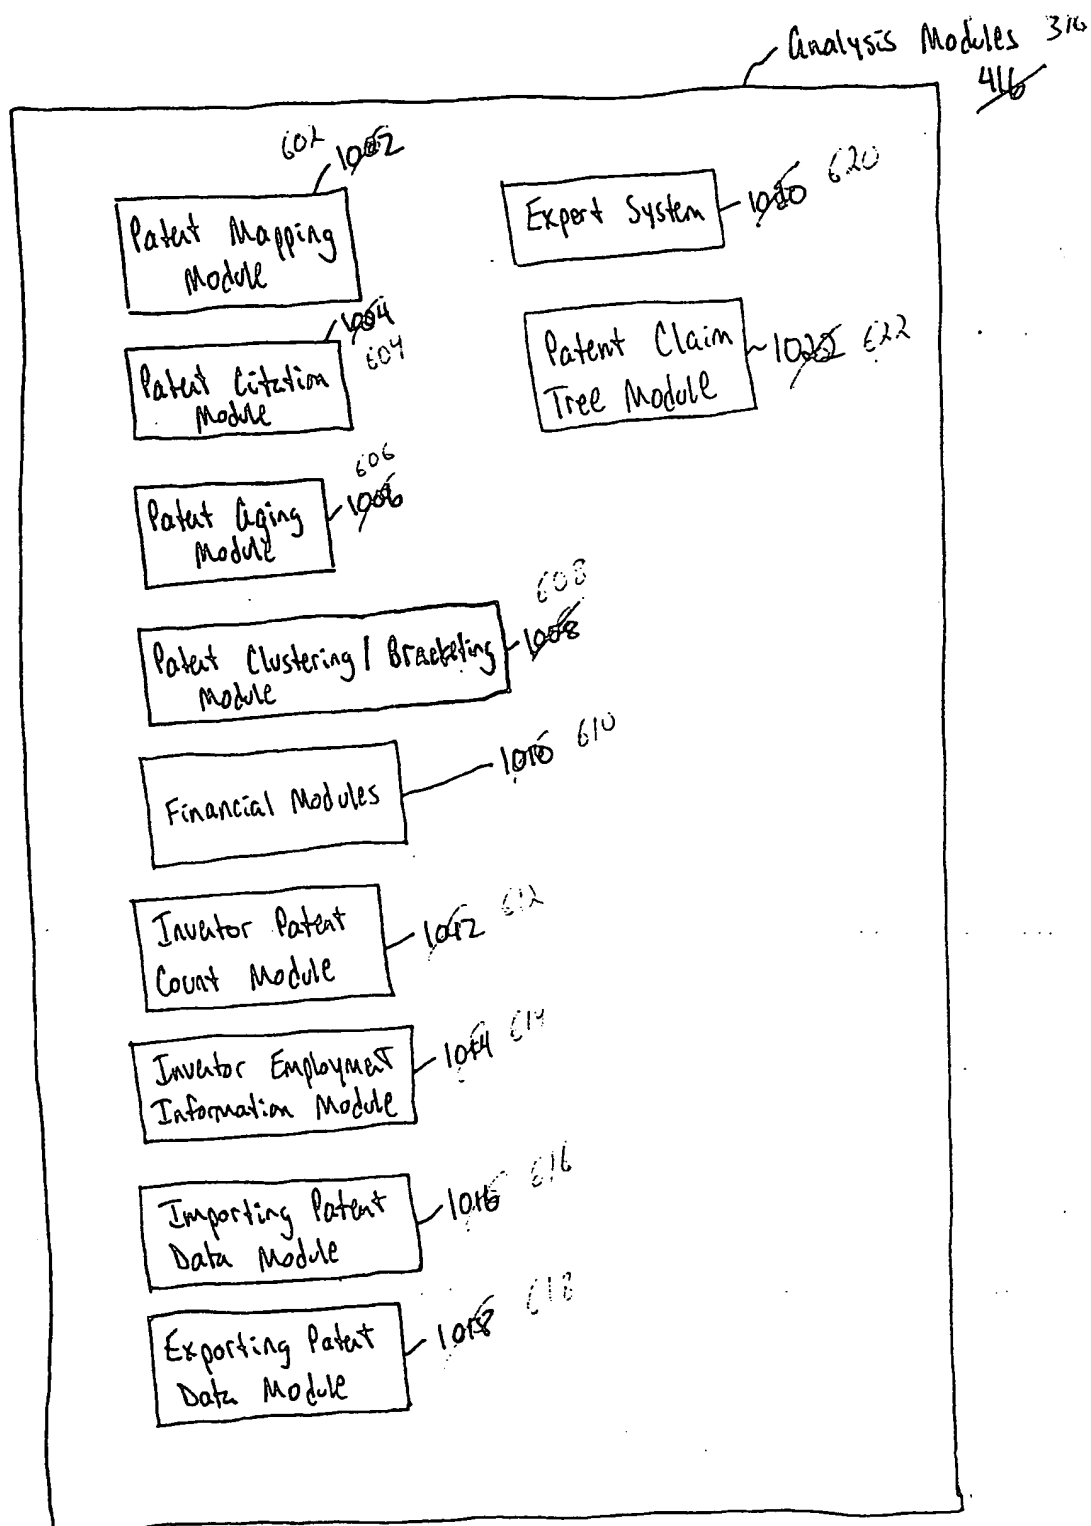 Analysis Modules 316
416
602 1002
Patent Mapping
Module
1004
604
Patent Citation
Module
606
1006
Patent Aging
Module
608
1008
Patent Clustering / Bracketing
Module
1010 610
Financial Modules
1012 612
Inventor Patent
Count Module
1014 614
Inventor Employment
Information Module
1016 616
Importing Patent
Data Module
1018 618
Exporting Patent
Data Module
Expert System
1020 620
Patent Claim
Tree Module
1022 622